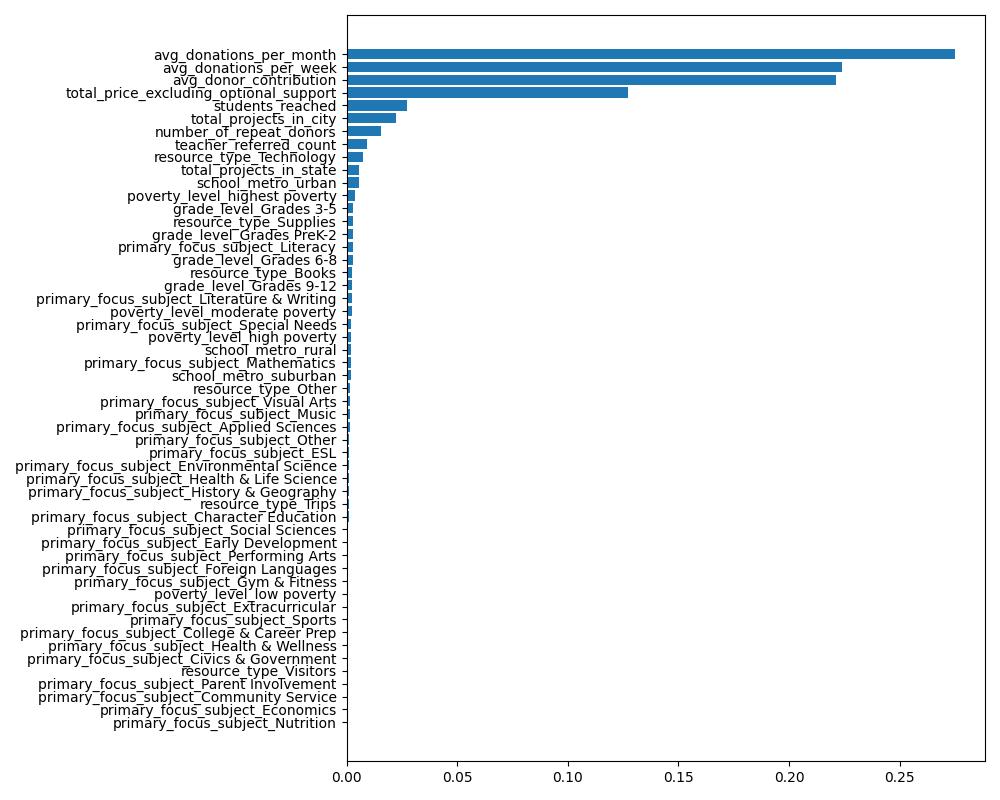 avg_donations_per_month
avg_donations_per_week
avg_donor_contribution
total_price_excluding_optional_support
students_reached
total_projects_in_city
number_of_repeat_donors
teacher_referred_count
resource_type_Technology
total_projects_in_state
school_metro_urban
poverty_level_highest poverty
grade_level_Grades 3-5
resource_type_Supplies
grade_level_Grades PreK-2
primary_focus_subject_Literacy
grade_level_Grades 6-8
resource_type_Books
grade_level_Grades 9-12
primary_focus_subject_Literature & Writing
poverty_level_moderate poverty
primary_focus_subject_Special Needs
poverty_level_high poverty
school_metro_rural
primary_focus_subject_Mathematics
school_metro_suburban
resource_type_Other
primary_focus_subject_Visual Arts
primary_focus_subject_Music
primary_focus_subject_Applied Sciences
primary_focus_subject_Other
primary_focus_subject_ESL
primary_focus_subject_Environmental Science
primary_focus_subject_Health & Life Science
primary_focus_subject_History & Geography
resource_type_Trips
primary_focus_subject_Character Education
primary_focus_subject_Social Sciences
primary_focus_subject_Early Development
primary_focus_subject_Performing Arts
primary_focus_subject_Foreign Languages
primary_focus_subject_Gym & Fitness
poverty_level_low poverty
primary_focus_subject_Extracurricular
primary_focus_subject_Sports
primary_focus_subject_College & Career Prep
primary_focus_subject_Health & Wellness
primary_focus_subject_Civics & Government
resource_type_Visitors
primary_focus_subject_Parent Involvement
primary_focus_subject_Community Service
primary_focus_subject_Economics
primary_focus_subject_Nutrition
0.00 0.05 0.10 0.15 0.20 0.25